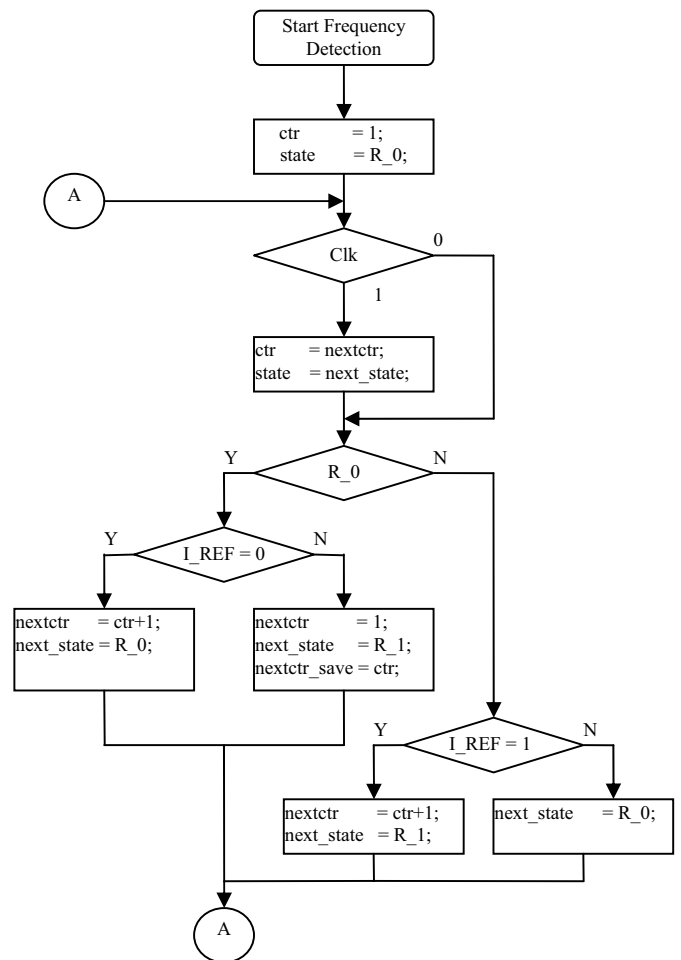 Start Frequency
Detection
ctr = 1;
state = R_0;
A
Clk
0
1
ctr = nextctr;
state = next_state;
Y
R_0
N
Y
I_REF = 0
N
nextctr = ctr+1;
next_state = R_0;
nextctr = 1;
next_state = R_1;
nextctr_save = ctr;
Y
I_REF = 1
N
nextctr = ctr+1;
next_state = R_1;
next_state = R_0;
A